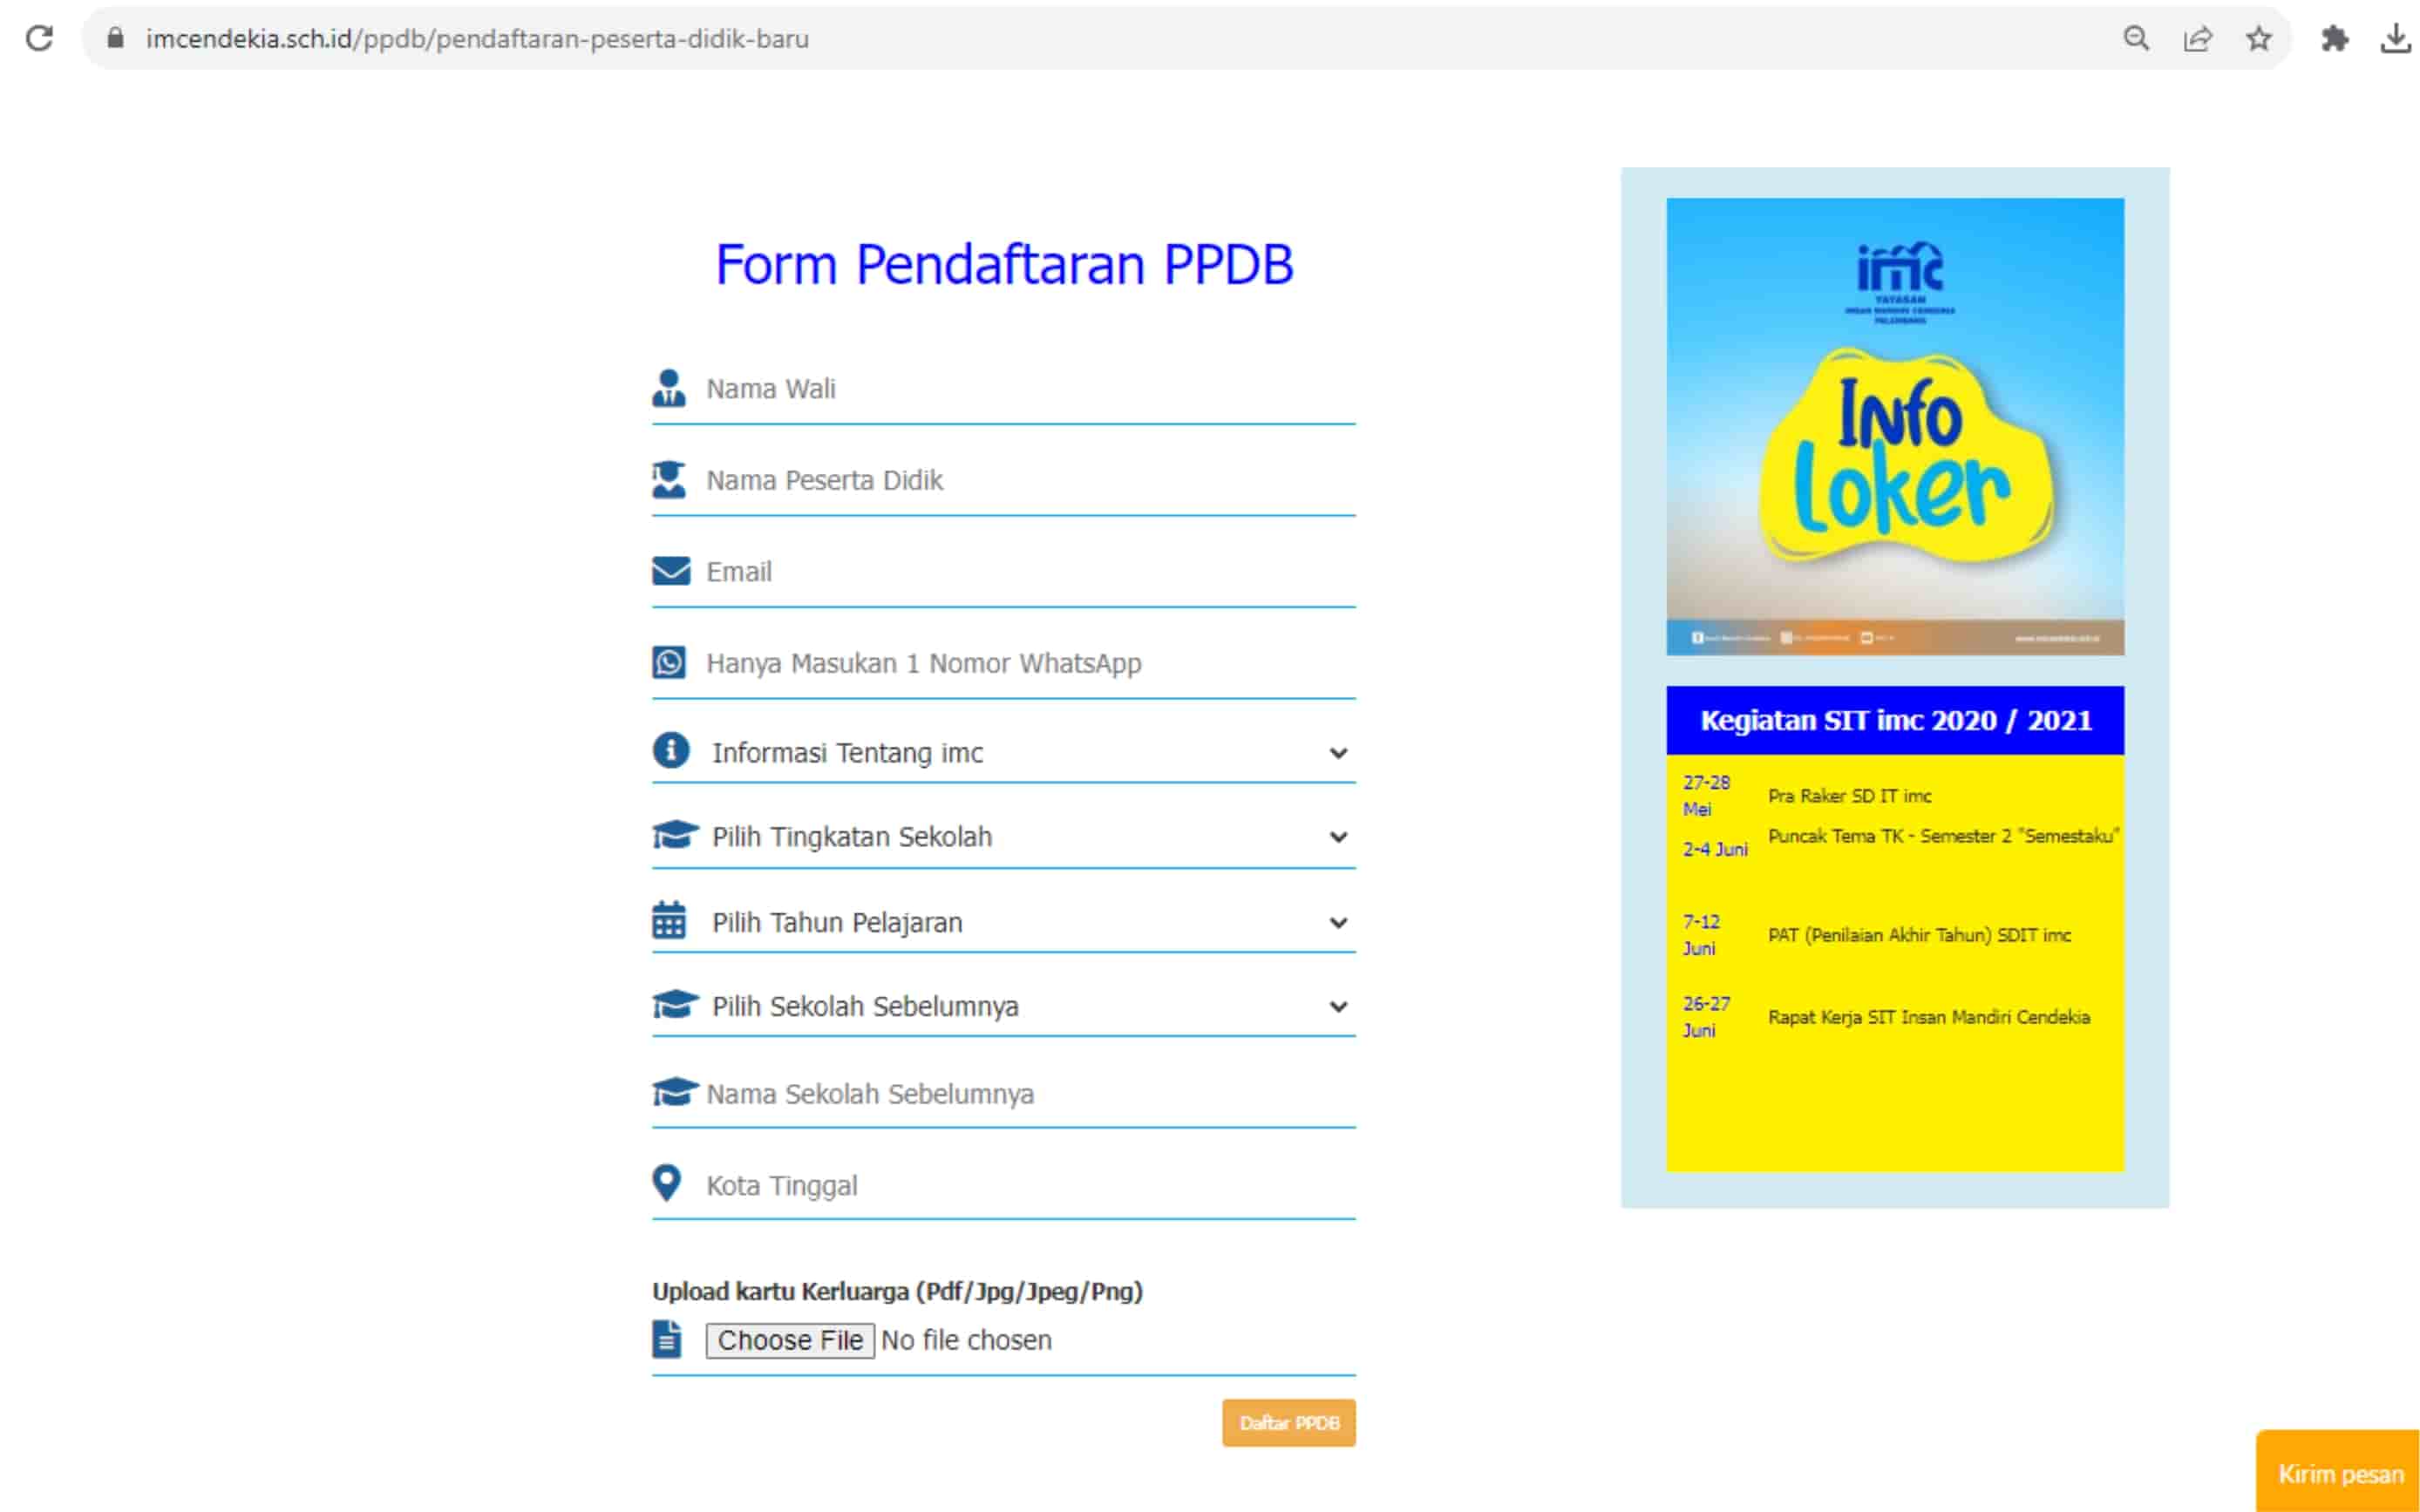 imcendekia.sch.id/ppdb/pendaftaran-peserta-didik-baru
Form Pendaftaran PPDB
Nama Wali
Nama Peserta Didik
Email
Hanya Masukan 1 Nomor WhatsApp
Informasi Tentang imc
Pilih Tingkatan Sekolah
Pilih Tahun Pelajaran
Pilih Sekolah Sebelumnya
Nama Sekolah Sebelumnya
Kota Tinggal
Upload kartu Kerluarga (Pdf/Jpg/Jpeg/Png)
Choose File No file chosen
Daftar PPDB
imc
YAYASAN
INSAN MANDIRI CENDEKIA
PALEMBANG
Info
Loker
Kegiatan SIT imc 2020 / 2021
27-28 Mei Pra Raker SD IT imc
2-4 Juni Puncak Tema TK - Semester 2 "Semestaku"
7-12 Juni PAT (Penilaian Akhir Tahun) SDIT imc
26-27 Juni Rapat Kerja SIT Insan Mandiri Cendekia
Kirim pesan